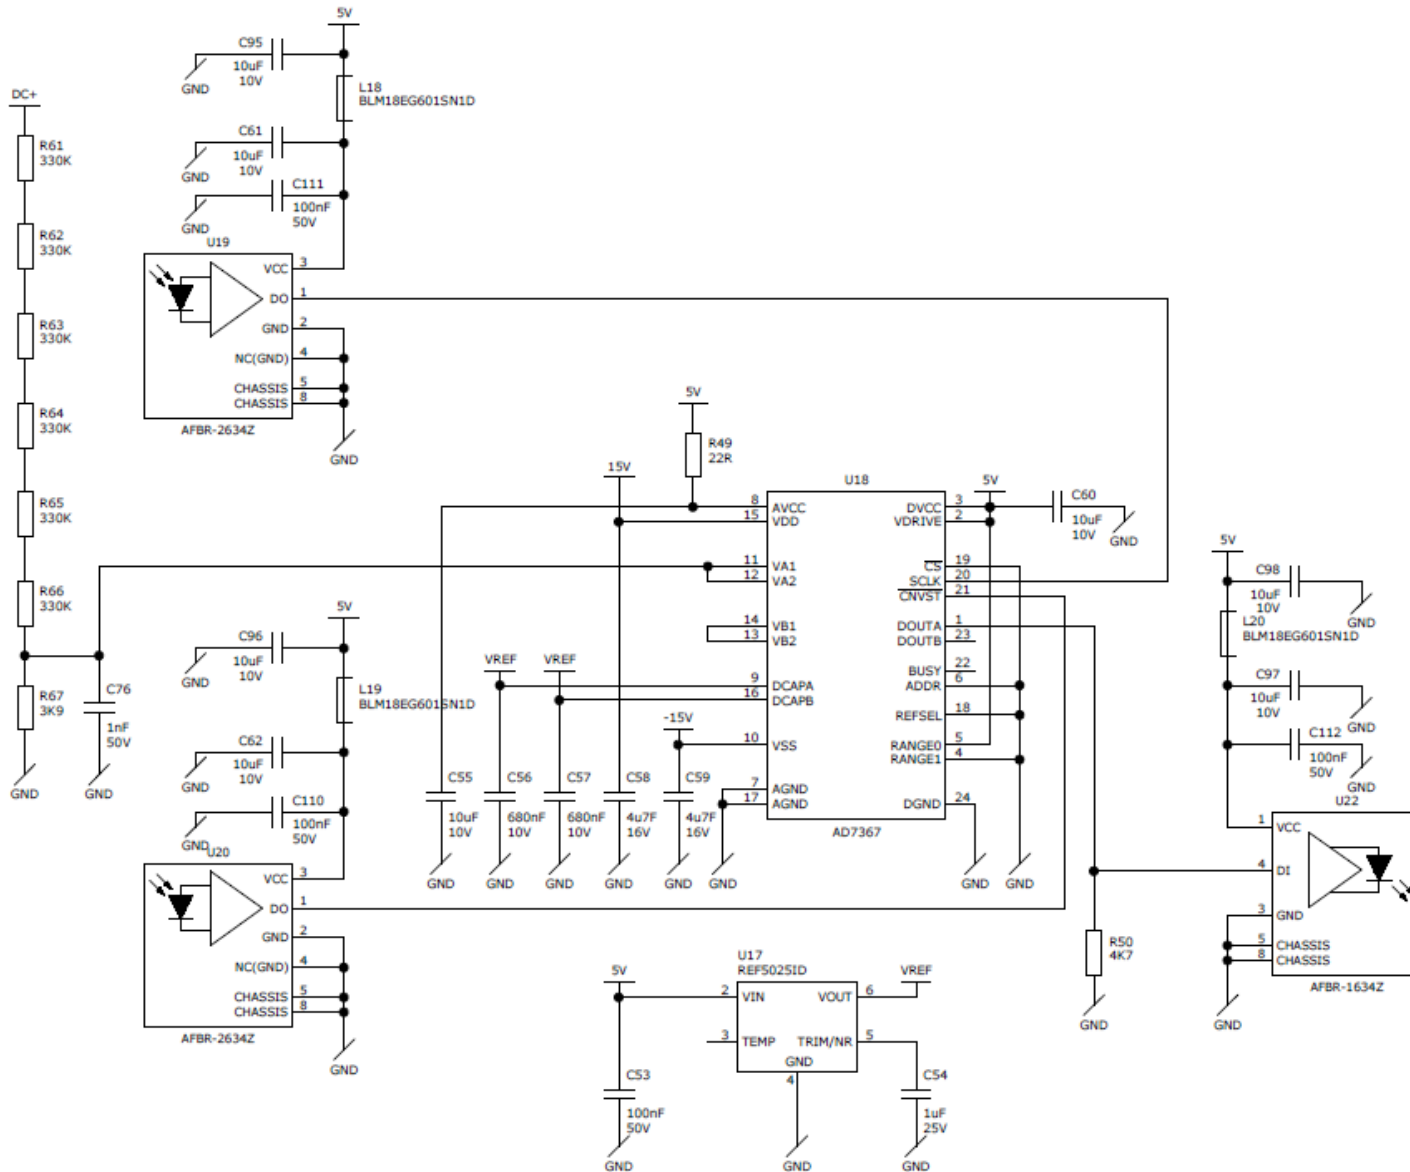 5V
C95
10uF
10V
GND
L18
BLM18EG601SN1D
DC+
R61
330K
C61
10uF
10V
GND
C111
100nF
50V
GND
R62
330K
U19
VCC 3
DO 1
GND 2
NC(GND) 4
CHASSIS 5
CHASSIS 8
AFBR-2634Z
GND
R63
330K
R64
330K
R65
330K
R66
330K
R67
3K9
GND
C76
1nF
50V
GND
5V
C96
10uF
10V
GND
L19
BLM18EG601SN1D
C62
10uF
10V
GND
C110
100nF
50V
GND
U20
VCC 3
DO 1
GND 2
NC(GND) 4
CHASSIS 5
CHASSIS 8
AFBR-2634Z
GND
5V
R49
22R
15V
U18
8 AVCC
15 VDD
11 VA1
12 VA2
14 VB1
13 VB2
9 DCAPA
16 DCAPB
10 VSS
7 AGND
17 AGND
DVCC 3
VDRIVE 2
CS 19
SCLK 20
CNVST 21
DOUTA 1
DOUTB 23
BUSY 22
ADDR 6
REFSEL 18
RANGE0 5
RANGE1 4
DGND 24
AD7367
5V
C60
10uF
10V
GND
VREF
VREF
-15V
C55
10uF
10V
GND
C56
680nF
10V
GND
C57
680nF
10V
GND
C58
4u7F
16V
GND
C59
4u7F
16V
GND
GND
GND
GND
5V
C98
10uF
10V
GND
L20
BLM18EG601SN1D
C97
10uF
10V
GND
C112
100nF
50V
GND
U22
1 VCC
4 DI
3 GND
5 CHASSIS
8 CHASSIS
AFBR-1634Z
GND
R50
4K7
GND
5V
U17
REF5025ID
VREF
2 VIN
VOUT 6
3 TEMP
TRIM/NR 5
GND
4
C53
100nF
50V
GND
GND
C54
1uF
25V
GND